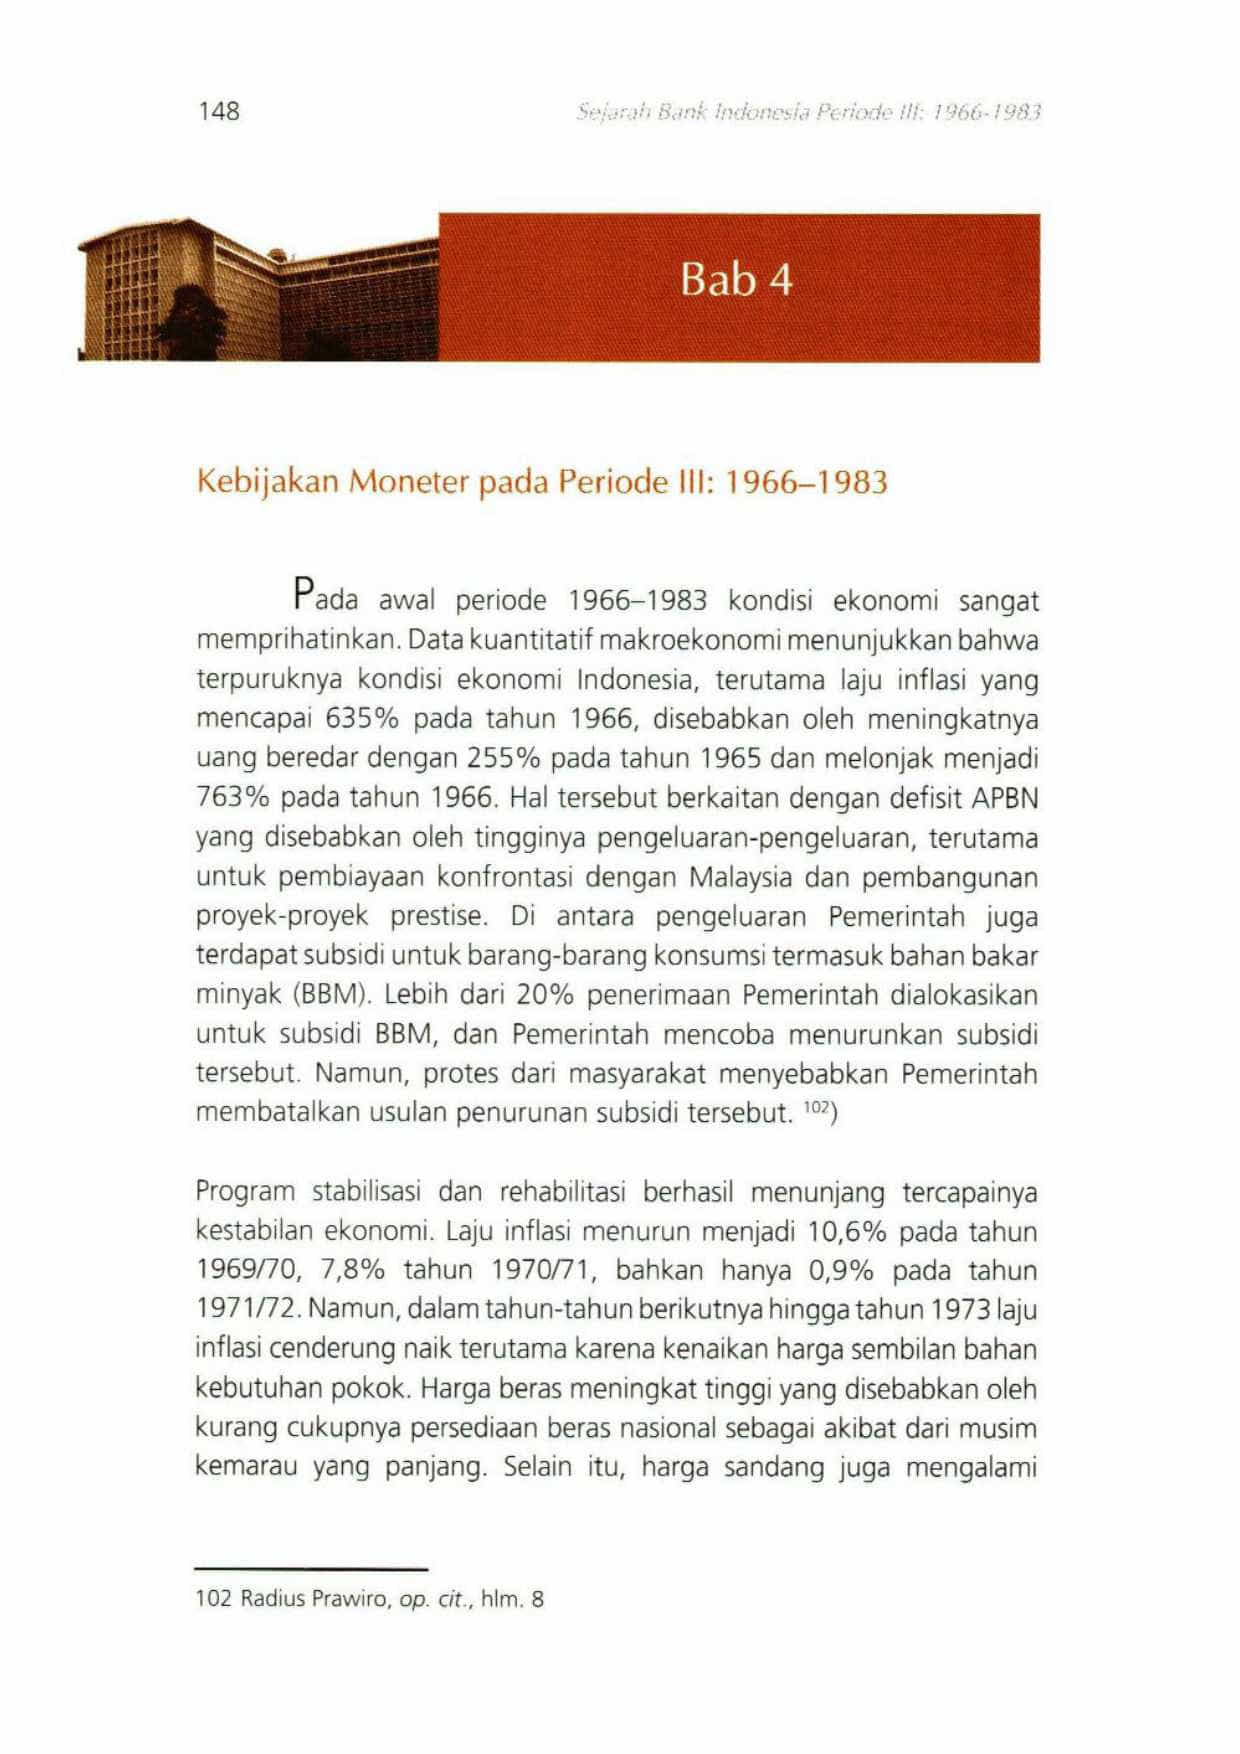 148
Sejarah Bank Indonesia Periode III: 1966-1983
Bab 4
Kebijakan Moneter pada Periode III: 1966–1983
Pada awal periode 1966–1983 kondisi ekonomi sangat
memprihatinkan. Data kuantitatif makroekonomi menunjukkan bahwa
terpuruknya kondisi ekonomi Indonesia, terutama laju inflasi yang
mencapai 635% pada tahun 1966, disebabkan oleh meningkatnya
uang beredar dengan 255% pada tahun 1965 dan melonjak menjadi
763% pada tahun 1966. Hal tersebut berkaitan dengan defisit APBN
yang disebabkan oleh tingginya pengeluaran-pengeluaran, terutama
untuk pembiayaan konfrontasi dengan Malaysia dan pembangunan
proyek-proyek prestise. Di antara pengeluaran Pemerintah juga
terdapat subsidi untuk barang-barang konsumsi termasuk bahan bakar
minyak (BBM). Lebih dari 20% penerimaan Pemerintah dialokasikan
untuk subsidi BBM, dan Pemerintah mencoba menurunkan subsidi
tersebut. Namun, protes dari masyarakat menyebabkan Pemerintah
membatalkan usulan penurunan subsidi tersebut. 102)
Program stabilisasi dan rehabilitasi berhasil menunjang tercapainya
kestabilan ekonomi. Laju inflasi menurun menjadi 10,6% pada tahun
1969/70, 7,8% tahun 1970/71, bahkan hanya 0,9% pada tahun
1971/72. Namun, dalam tahun-tahun berikutnya hingga tahun 1973 laju
inflasi cenderung naik terutama karena kenaikan harga sembilan bahan
kebutuhan pokok. Harga beras meningkat tinggi yang disebabkan oleh
kurang cukupnya persediaan beras nasional sebagai akibat dari musim
kemarau yang panjang. Selain itu, harga sandang juga mengalami
102 Radius Prawiro, op. cit., hlm. 8